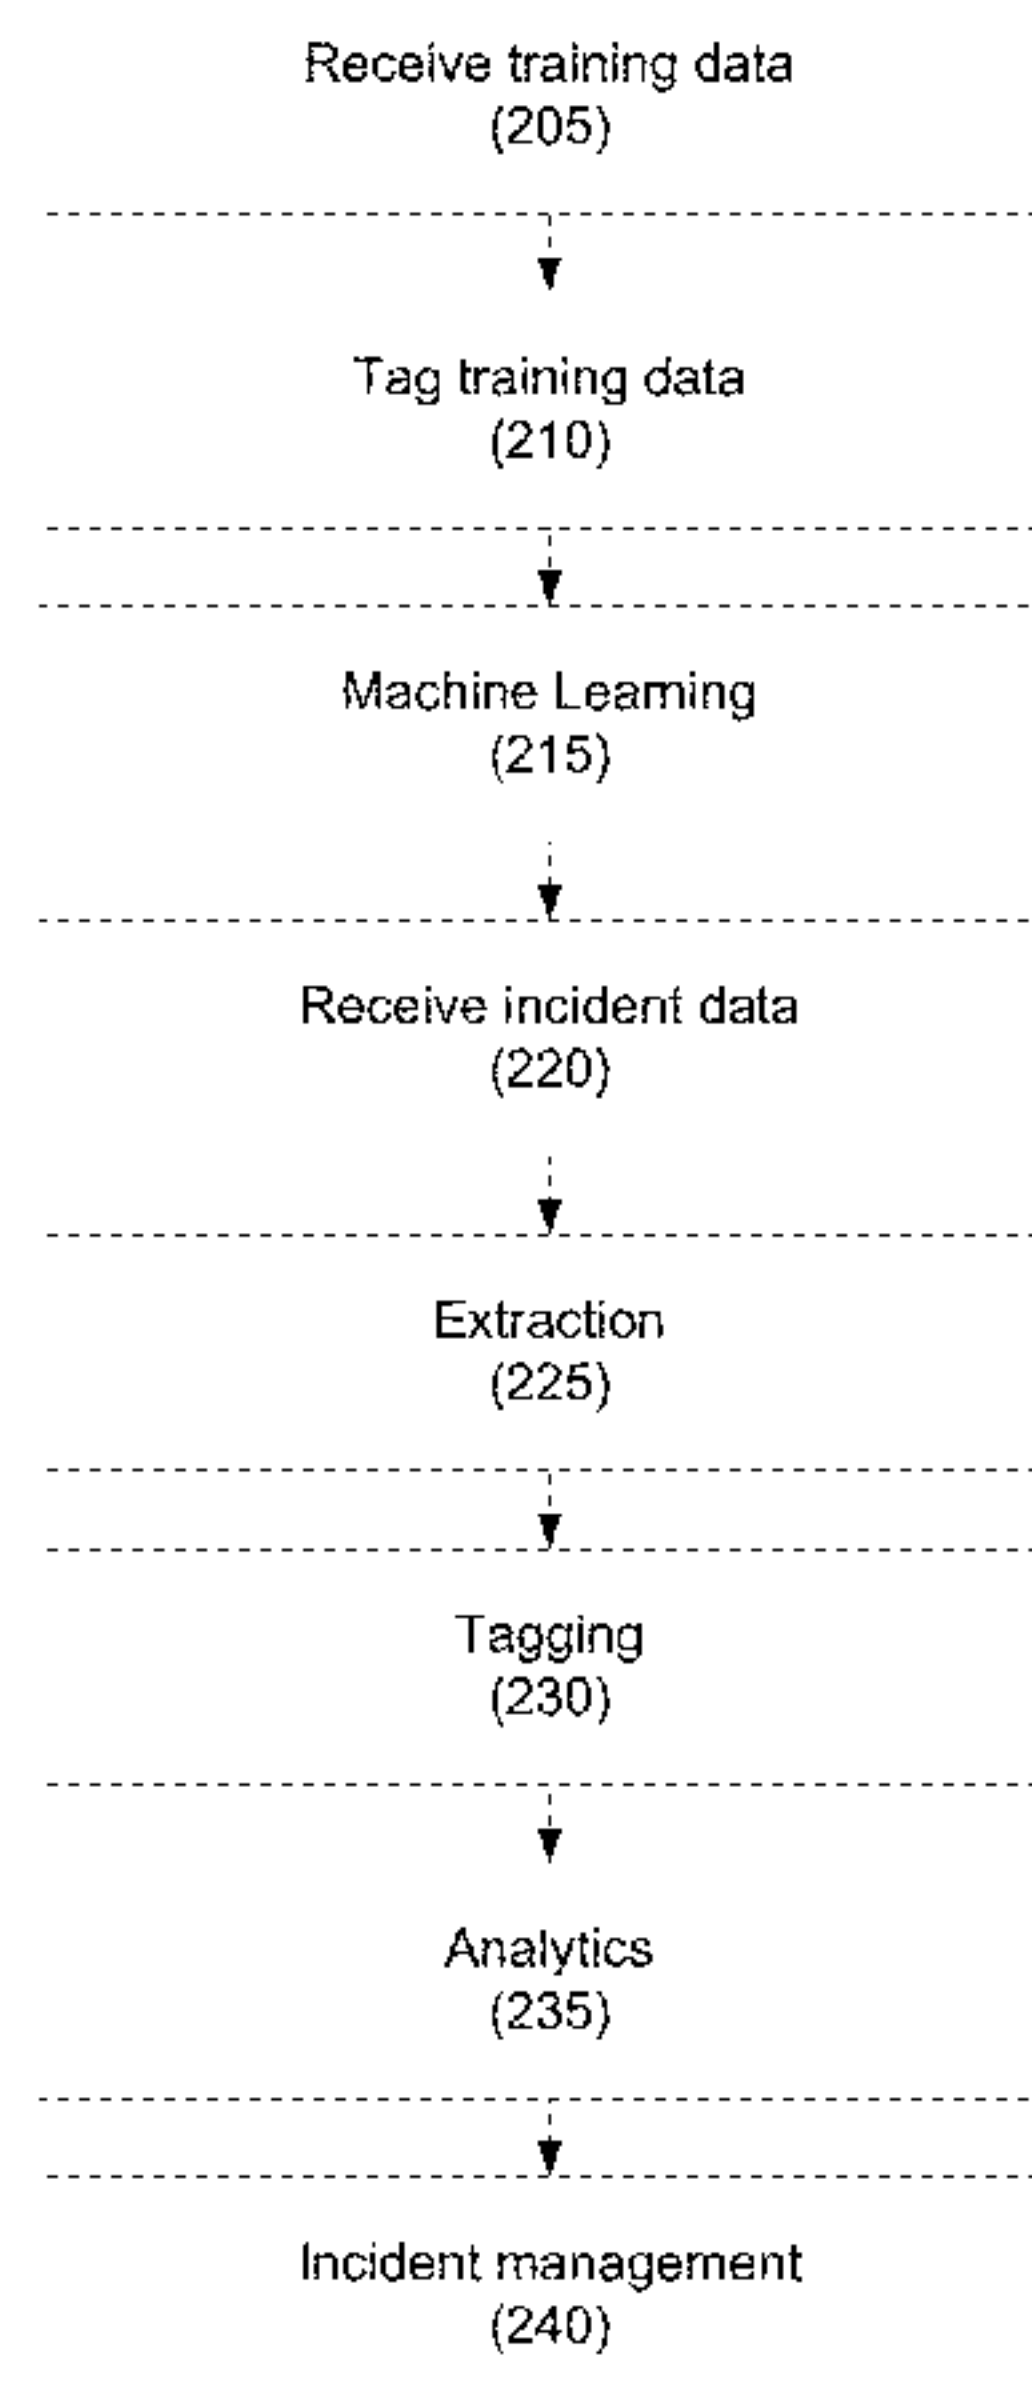 Receive training data
(205)
Tag training data
(210)
Machine Learning
(215)
Receive incident data
(220)
Extraction
(225)
Tagging
(230)
Analytics
(235)
Incident management
(240)